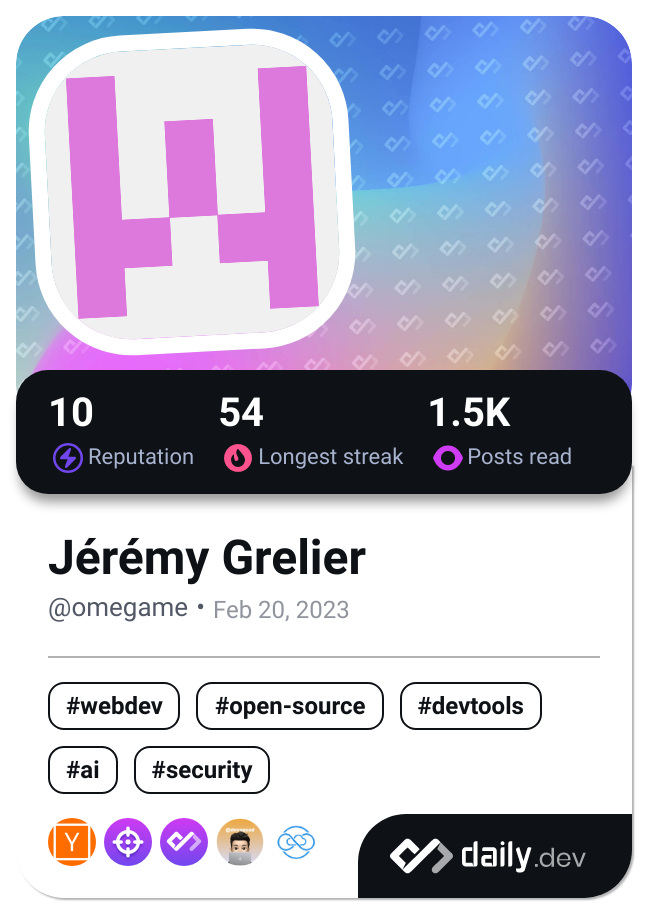 10 54 1.5K
Reputation Longest streak Posts read
Jérémy Grelier
@omegame • Feb 20, 2023
#webdev #open-source #devtools
#ai #security
Y
daily.dev